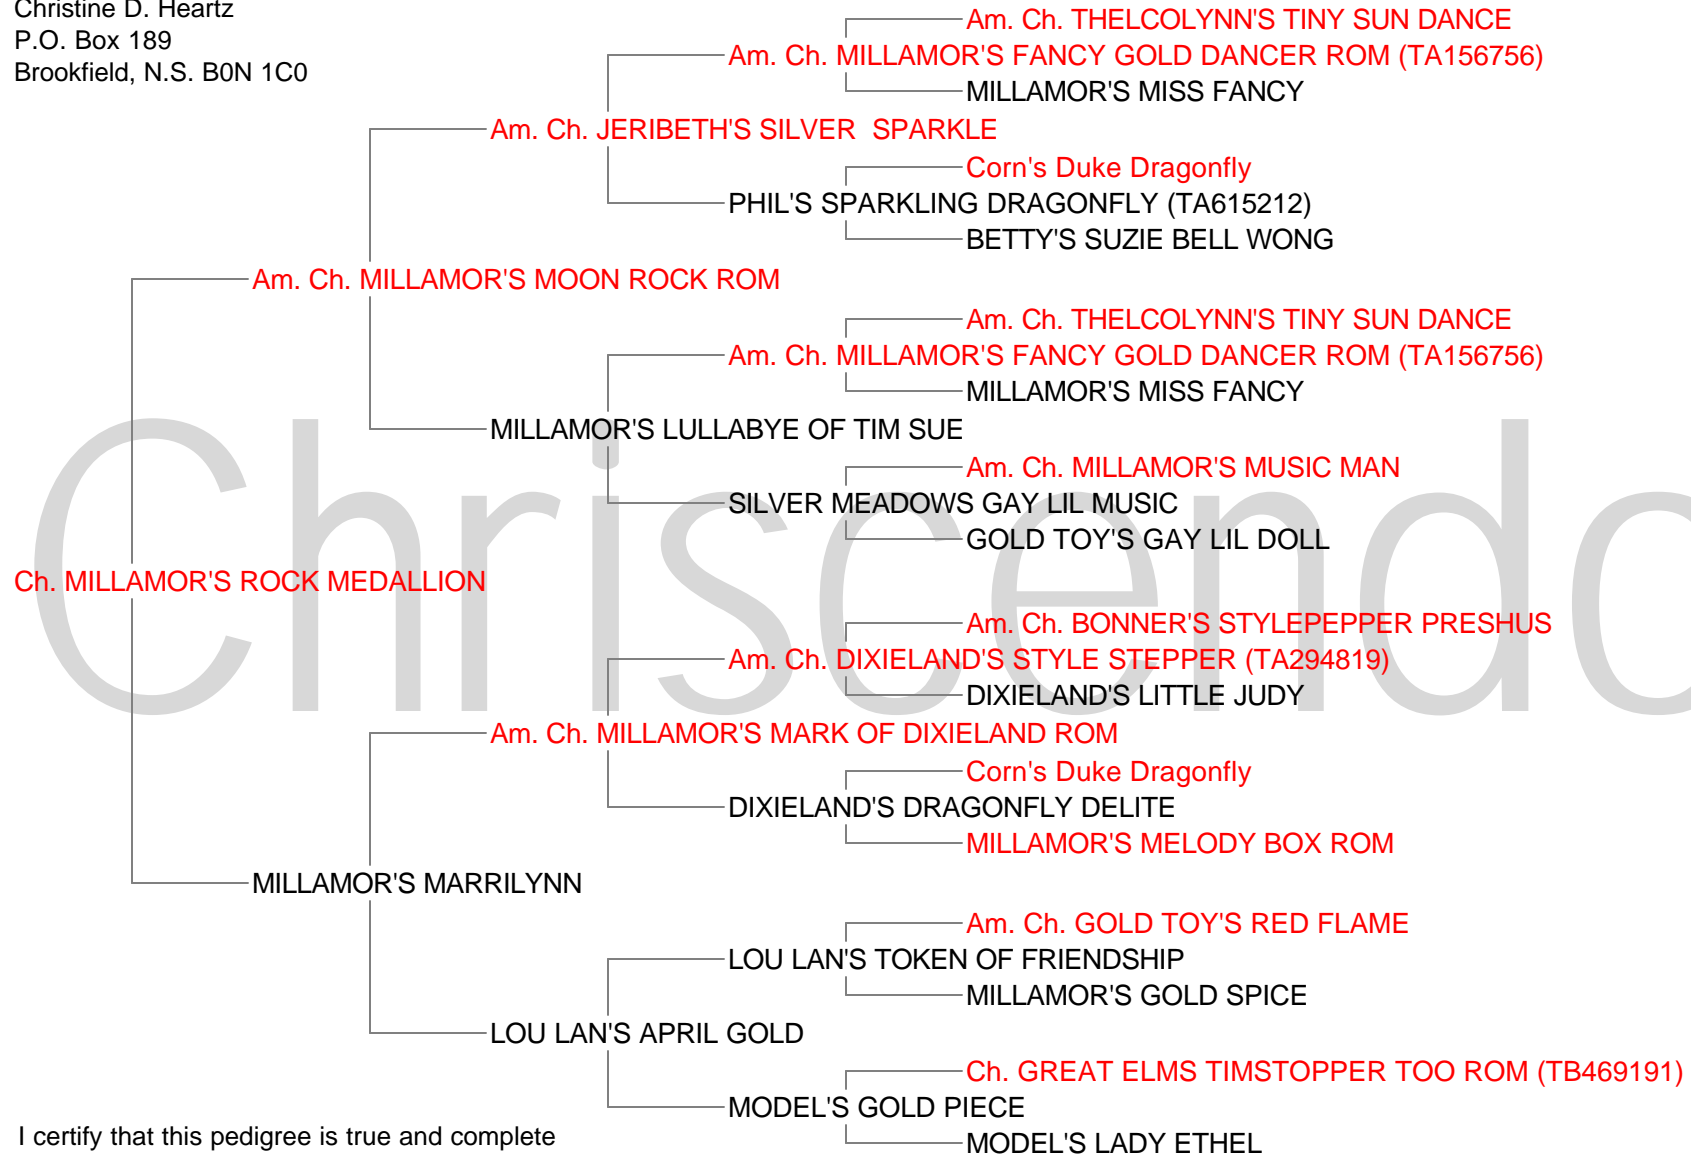 Christine D. Heartz
P.O. Box 189
Brookfield, N.S. B0N 1C0
Am. Ch. THELCOLYNN'S TINY SUN DANCE
Am. Ch. MILLAMOR'S FANCY GOLD DANCER ROM (TA156756)
MILLAMOR'S MISS FANCY
Am. Ch. JERIBETH'S SILVER  SPARKLE
Corn's Duke Dragonfly
PHIL'S SPARKLING DRAGONFLY (TA615212)
BETTY'S SUZIE BELL WONG
Am. Ch. MILLAMOR'S MOON ROCK ROM
Am. Ch. THELCOLYNN'S TINY SUN DANCE
Am. Ch. MILLAMOR'S FANCY GOLD DANCER ROM (TA156756)
MILLAMOR'S MISS FANCY
MILLAMOR'S LULLABYE OF TIM SUE
Am. Ch. MILLAMOR'S MUSIC MAN
SILVER MEADOWS GAY LIL MUSIC
GOLD TOY'S GAY LIL DOLL
Chriscendo
Ch. MILLAMOR'S ROCK MEDALLION
Am. Ch. BONNER'S STYLEPEPPER PRESHUS
Am. Ch. DIXIELAND'S STYLE STEPPER (TA294819)
DIXIELAND'S LITTLE JUDY
Am. Ch. MILLAMOR'S MARK OF DIXIELAND ROM
Corn's Duke Dragonfly
DIXIELAND'S DRAGONFLY DELITE
MILLAMOR'S MELODY BOX ROM
MILLAMOR'S MARRILYNN
Am. Ch. GOLD TOY'S RED FLAME
LOU LAN'S TOKEN OF FRIENDSHIP
MILLAMOR'S GOLD SPICE
LOU LAN'S APRIL GOLD
Ch. GREAT ELMS TIMSTOPPER TOO ROM (TB469191)
MODEL'S GOLD PIECE
MODEL'S LADY ETHEL
I certify that this pedigree is true and complete